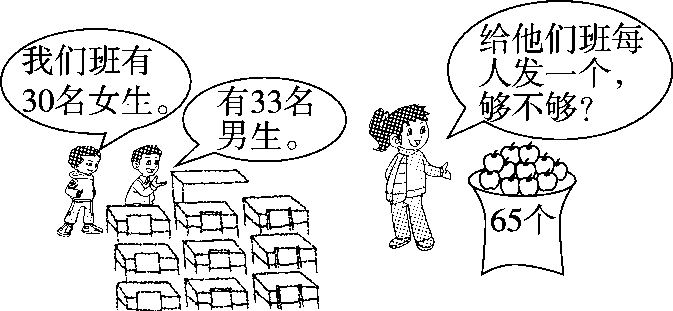 我们班有
30名女生。
有33名
男生。
给他们班每
人发一个，
够不够？
65个